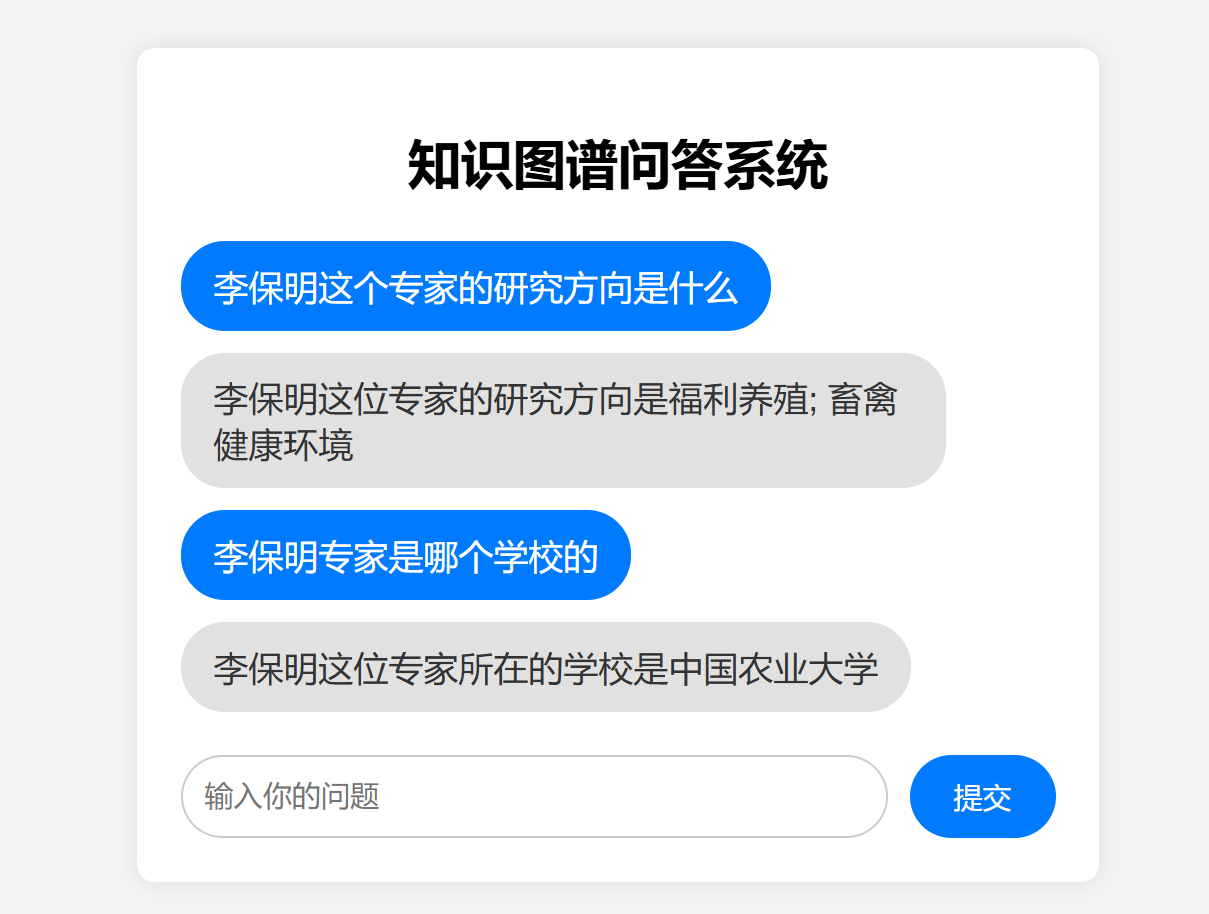 知识图谱问答系统
李保明这个专家的研究方向是什么
李保明这位专家的研究方向是福利养殖; 畜禽
健康环境
李保明专家是哪个学校的
李保明这位专家所在的学校是中国农业大学
输入你的问题
提交